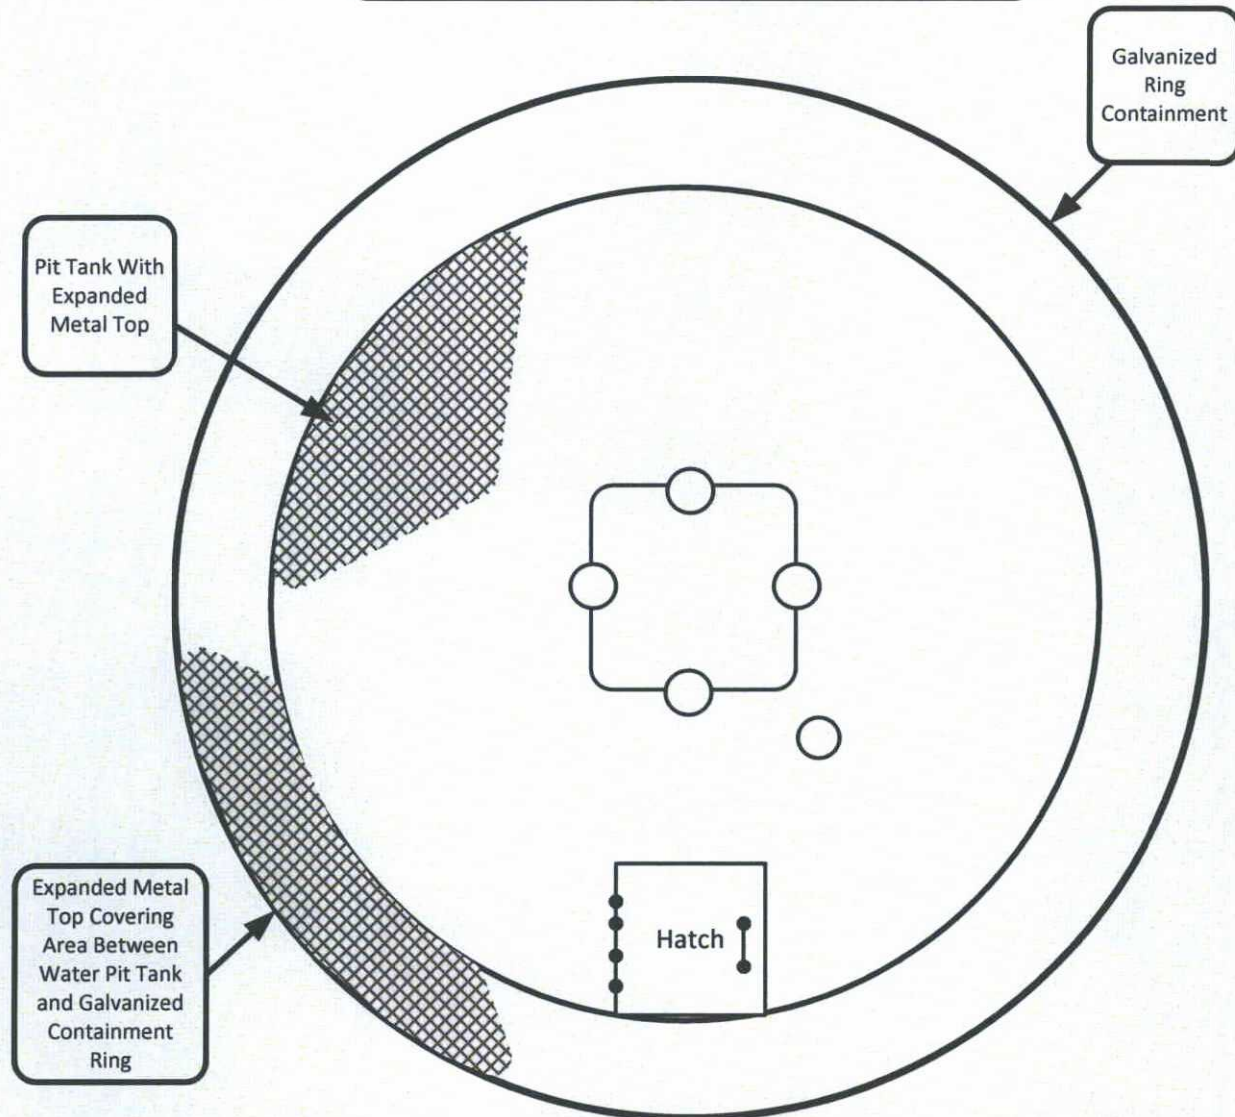 Galvanized
Ring
Containment
Pit Tank With
Expanded
Metal Top
Expanded Metal
Top Covering
Area Between
Water Pit Tank
and Galvanized
Containment
Ring
Hatch